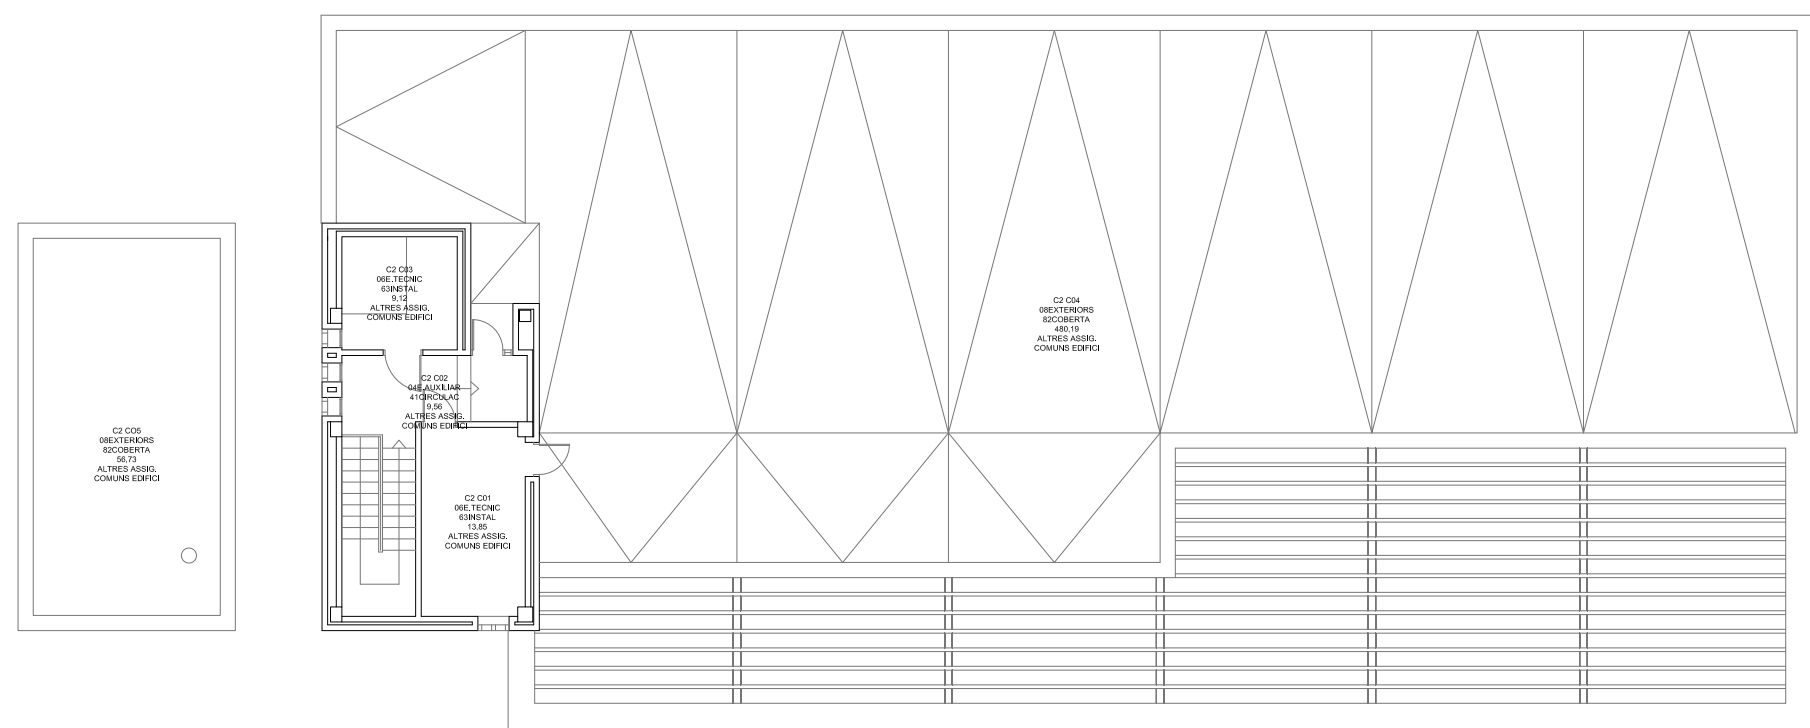 C2 C03
06E.TECNIC
63INSTAL
9,12
ALTRES ASSIG.
COMUNS EDIFICI
C2 C04
08EXTERIORS
82COBERTA
480,19
ALTRES ASSIG.
COMUNS EDIFICI
C2 C02
04E.AUXILIAR
41CIRCULAC
9,56
ALTRES ASSIG.
COMUNS EDIFICI
C2 CO5
08EXTERIORS
82COBERTA
56,73
ALTRES ASSIG.
COMUNS EDIFICI
C2 C01
06E.TECNIC
63INSTAL
13,85
ALTRES ASSIG.
COMUNS EDIFICI